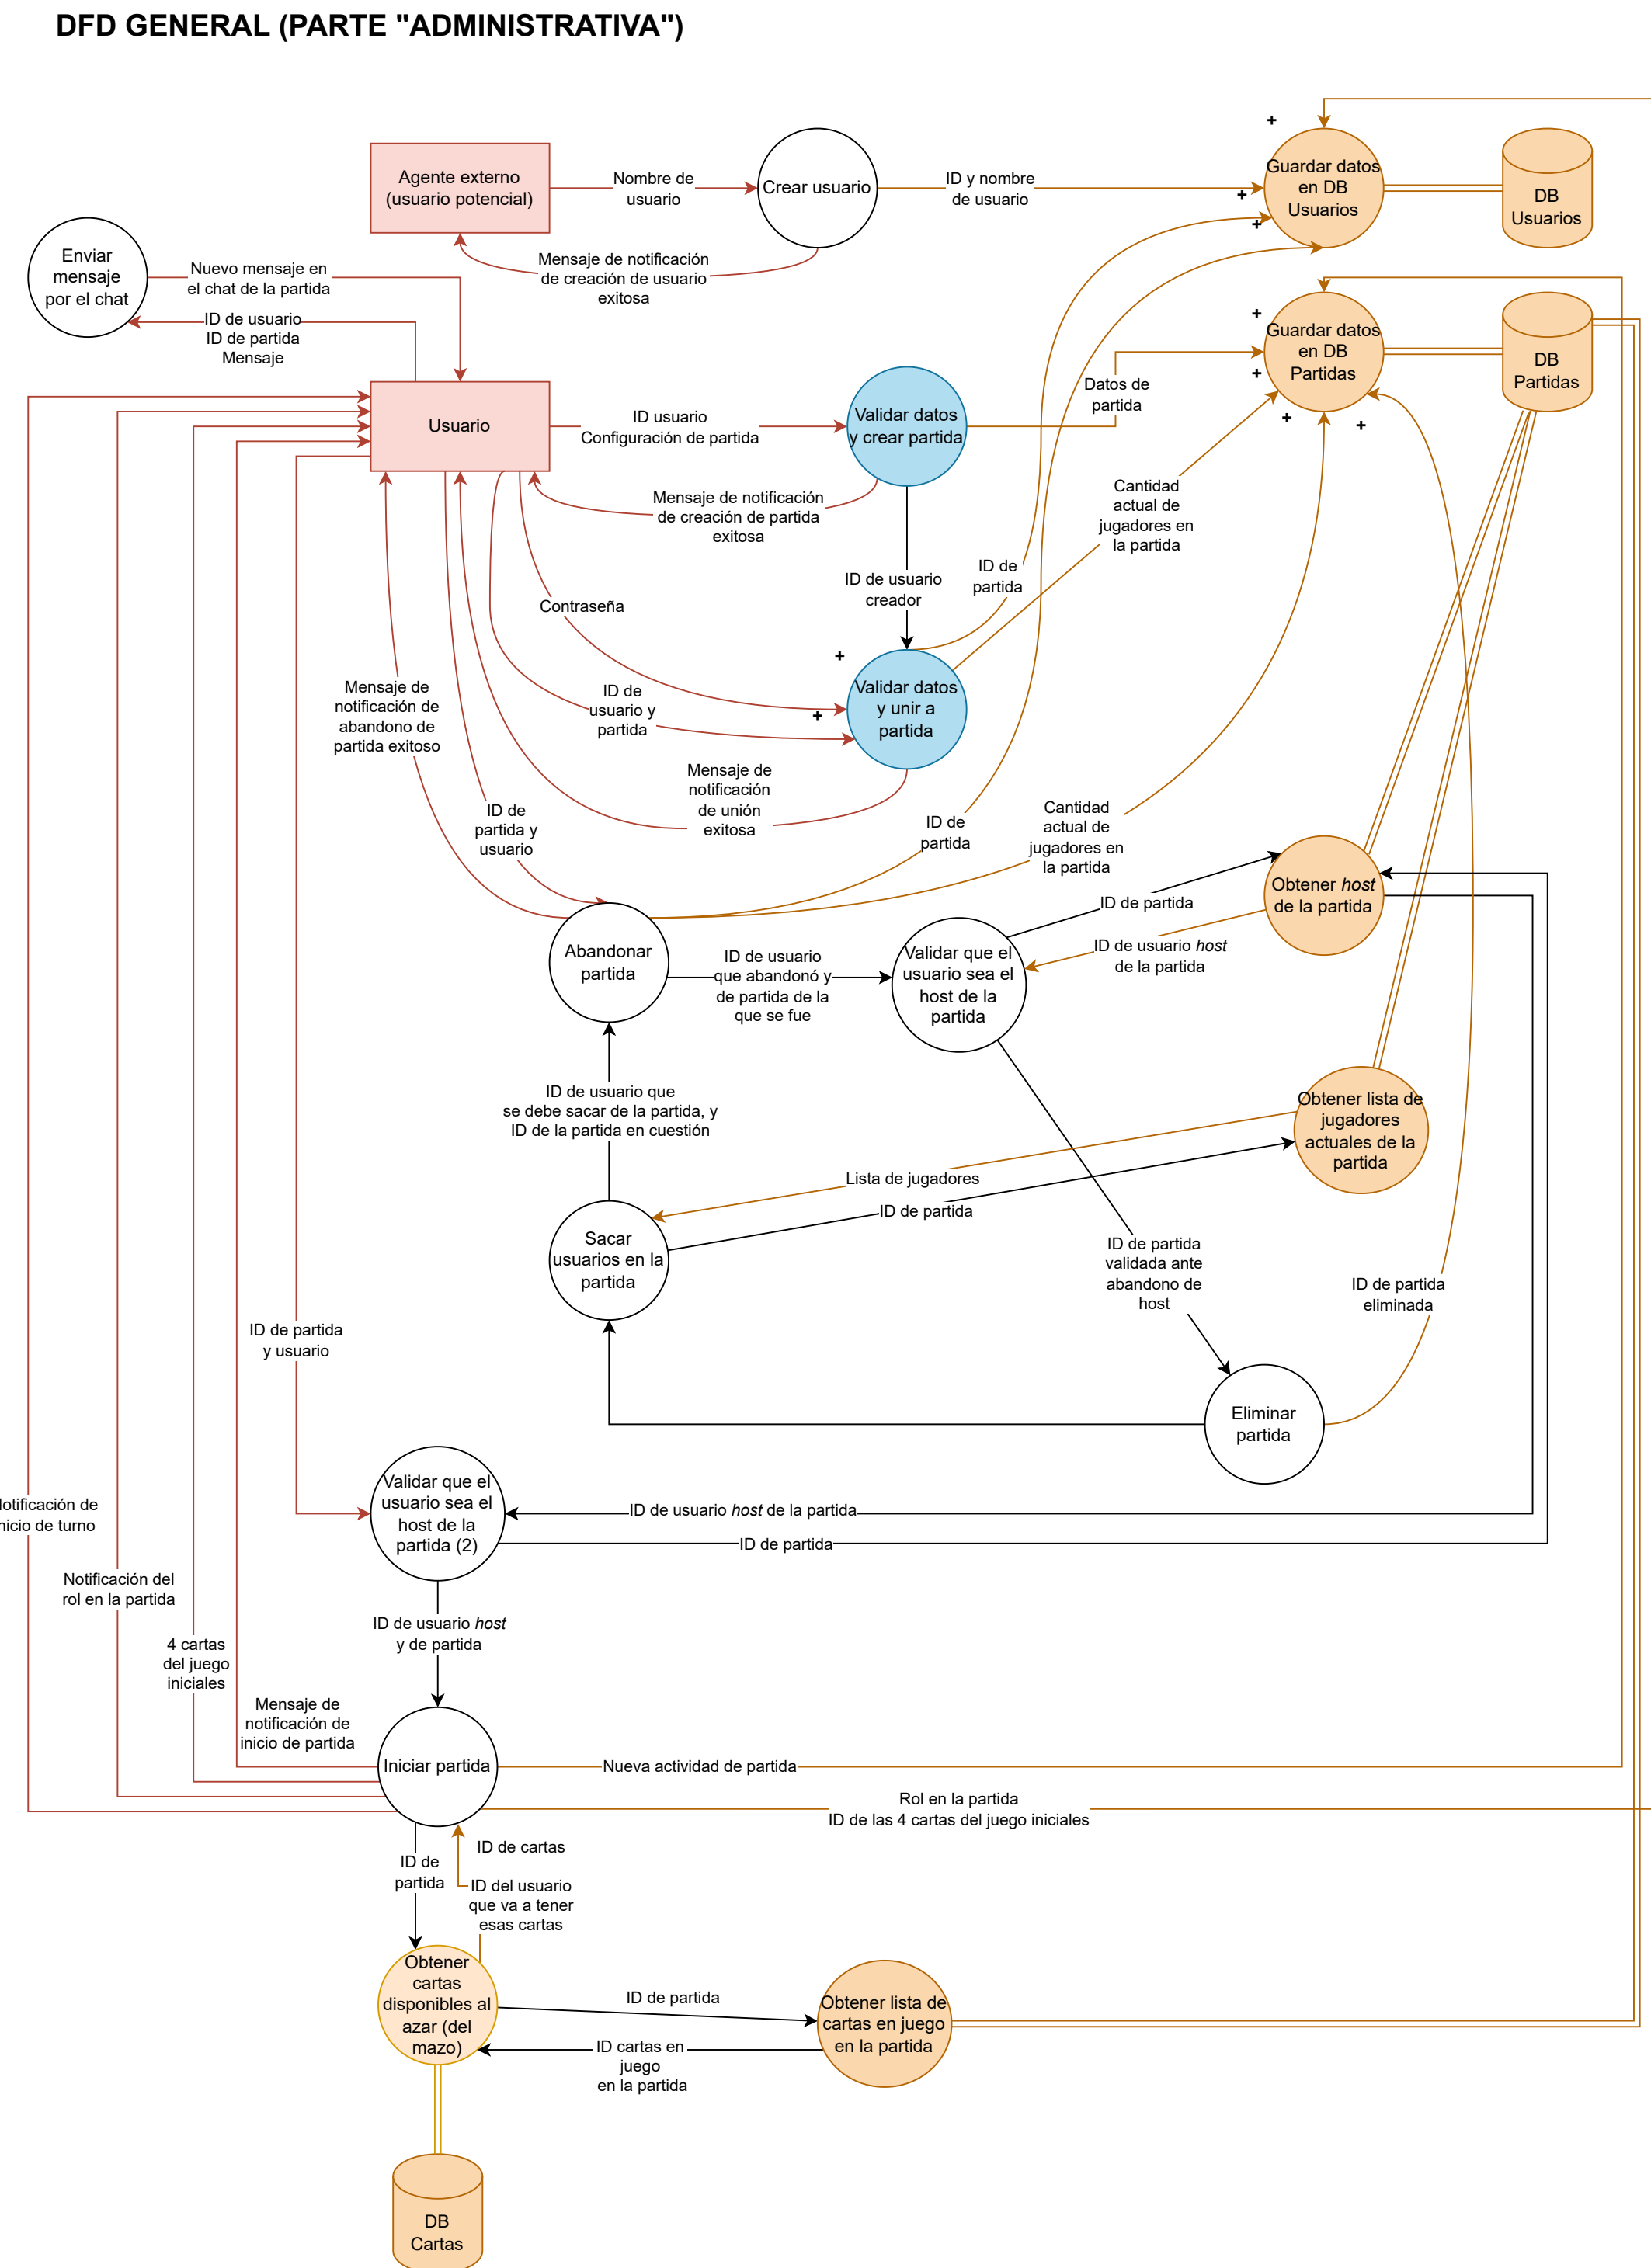 DFD GENERAL (PARTE "ADMINISTRATIVA")
Agente externo
(usuario potencial)
Nombre de
usuario
Crear usuario
ID y nombre
de usuario
Guardar datos
en DB
Usuarios
DB
Usuarios
Mensaje de notificación
de creación de usuario
exitosa
Enviar
mensaje
por el chat
Nuevo mensaje en
el chat de la partida
ID de usuario
ID de partida
Mensaje
Guardar datos
en DB
Partidas
DB
Partidas
Usuario
ID usuario
Configuración de partida
Validar datos
y crear partida
Datos de
partida
Mensaje de notificación
de creación de partida
exitosa
Cantidad
actual de
jugadores en
la partida
ID de usuario
creador
ID de
partida
Contraseña
Validar datos
y unir a
partida
ID de
usuario y
partida
Mensaje de
notificación de
abandono de
partida exitoso
Mensaje de
notificación
de unión
exitosa
ID de
partida y
usuario
ID de
partida
Cantidad
actual de
jugadores en
la partida
Obtener host
de la partida
ID de partida
ID de usuario host
de la partida
Abandonar
partida
ID de usuario
que abandonó y
de partida de la
que se fue
Validar que el
usuario sea el
host de la
partida
ID de usuario que
se debe sacar de la partida, y
ID de la partida en cuestión
Obtener lista de
jugadores
actuales de la
partida
Lista de jugadores
ID de partida
Sacar
usuarios en la
partida
ID de partida
validada ante
abandono de
host
ID de partida
eliminada
ID de partida
y usuario
Eliminar
partida
Validar que el
usuario sea el
host de la
partida (2)
ID de usuario host de la partida
ID de partida
otificación de
nicio de turno
Notificación del
rol en la partida
ID de usuario host
y de partida
4 cartas
del juego
iniciales
Mensaje de
notificación de
inicio de partida
Iniciar partida
Nueva actividad de partida
Rol en la partida
ID de las 4 cartas del juego iniciales
ID de
partida
ID de cartas
ID del usuario
que va a tener
esas cartas
Obtener
cartas
disponibles al
azar (del
mazo)
ID de partida
Obtener lista de
cartas en juego
en la partida
ID cartas en
juego
en la partida
DB
Cartas